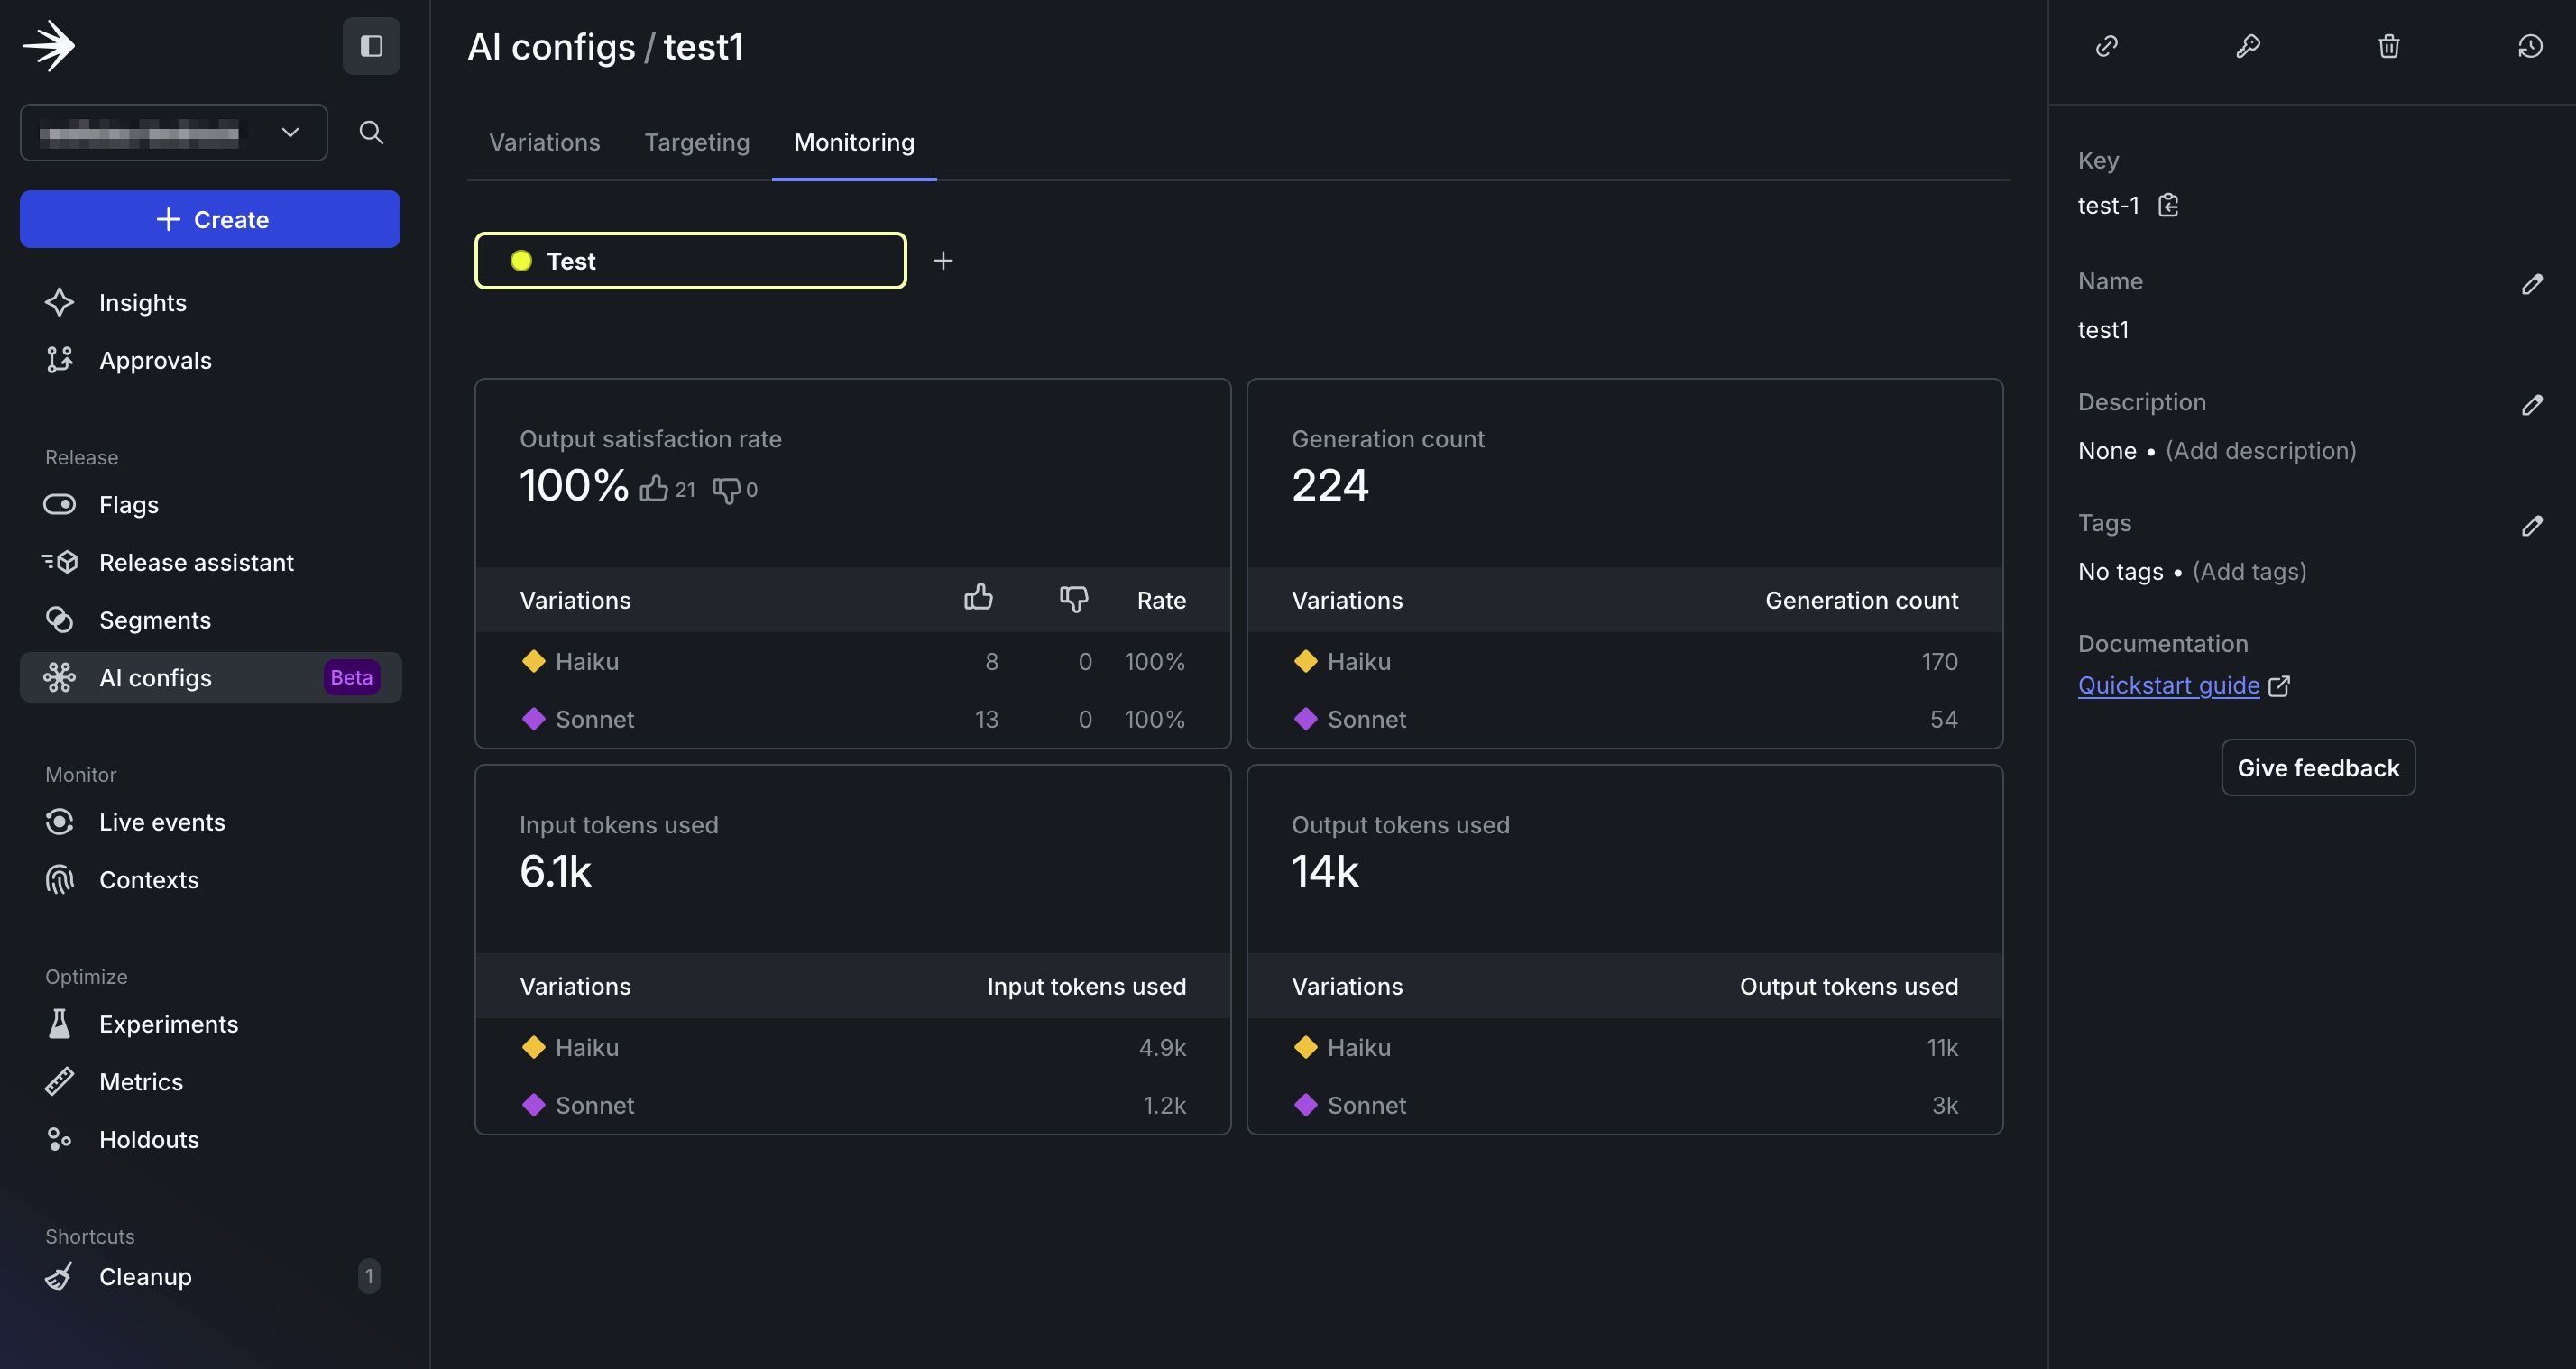 Create
Insights
Approvals
Release
Flags
Release assistant
Segments
AI configs Beta
Monitor
Live events
Contexts
Optimize
Experiments
Metrics
Holdouts
Shortcuts
Cleanup 1
AI configs / test1
Variations Targeting Monitoring
Test
Output satisfaction rate
100% 21 0
Variations Rate
Haiku 8 0 100%
Sonnet 13 0 100%
Generation count
224
Variations Generation count
Haiku 170
Sonnet 54
Input tokens used
6.1k
Variations Input tokens used
Haiku 4.9k
Sonnet 1.2k
Output tokens used
14k
Variations Output tokens used
Haiku 11k
Sonnet 3k
Key
test-1
Name
test1
Description
None • (Add description)
Tags
No tags • (Add tags)
Documentation
Quickstart guide
Give feedback